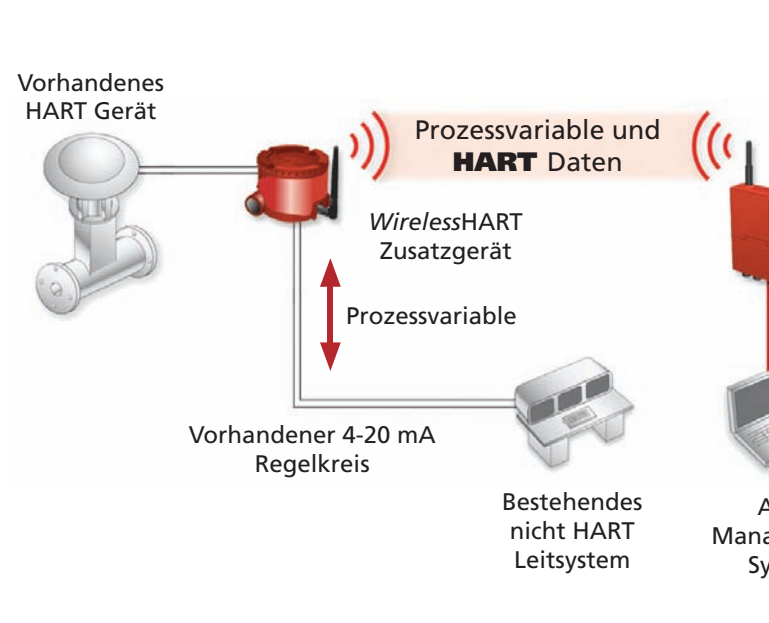 Vorhandenes
HART Gerät
Prozessvariable und
HART Daten
WirelessHART
Zusatzgerät
Prozessvariable
Vorhandener 4-20 mA
Regelkreis
Bestehendes
nicht HART
Leitsystem